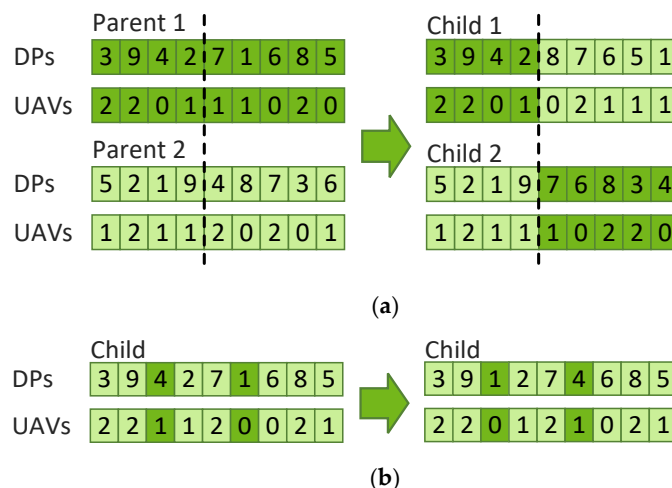 Parent 1 Child 1
DPs 3 9 4 2 7 1 6 8 5 3 9 4 2 8 7 6 5 1
UAVs 2 2 0 1 1 1 0 2 0 2 2 0 1 0 2 1 1 1
Parent 2 Child 2
DPs 5 2 1 9 4 8 7 3 6 5 2 1 9 7 6 8 3 4
UAVs 1 2 1 1 2 0 2 0 1 1 2 1 1 1 0 2 2 0
(a)
Child Child
DPs 3 9 4 2 7 1 6 8 5 3 9 1 2 7 4 6 8 5
UAVs 2 2 1 1 2 0 0 2 1 2 2 0 1 2 1 0 2 1
(b)